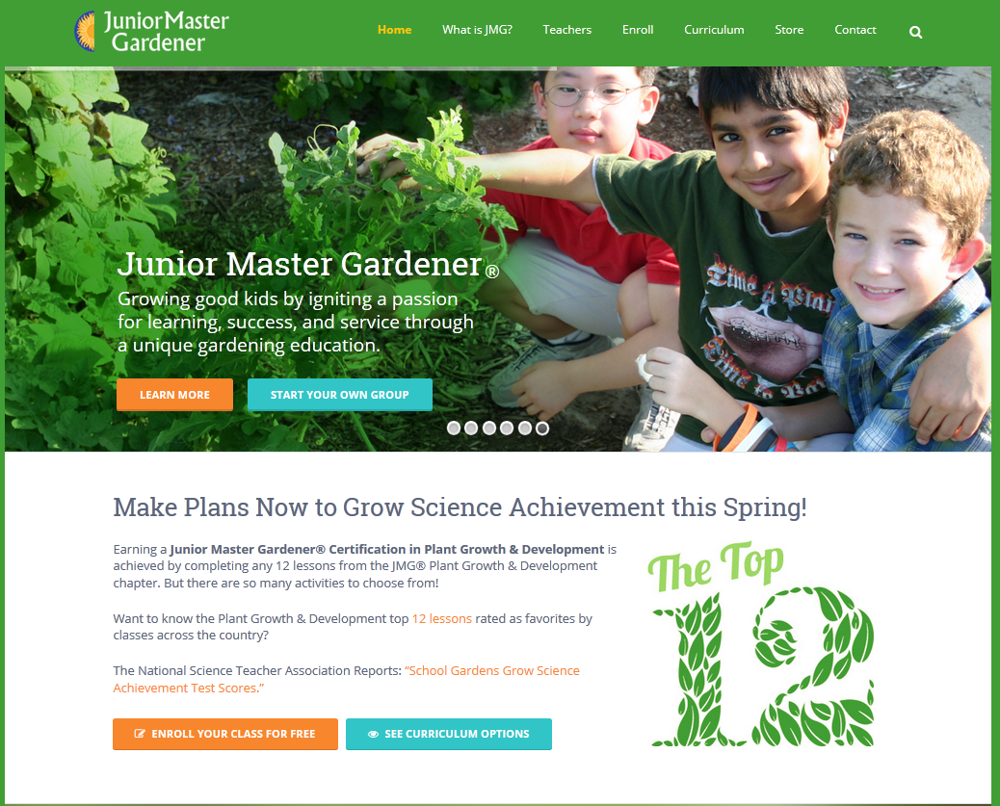 Junior Master
Gardener
Home What is JMG? Teachers Enroll Curriculum Store Contact
Junior Master Gardener®
Growing good kids by igniting a passion
for learning, success, and service through
a unique gardening education.
LEARN MORE START YOUR OWN GROUP
Make Plans Now to Grow Science Achievement this Spring!
Earning a Junior Master Gardener® Certification in Plant Growth & Development is
achieved by completing any 12 lessons from the JMG® Plant Growth & Development
chapter. But there are so many activities to choose from!
Want to know the Plant Growth & Development top 12 lessons rated as favorites by
classes across the country?
The National Science Teacher Association Reports: “School Gardens Grow Science
Achievement Test Scores.”
ENROLL YOUR CLASS FOR FREE SEE CURRICULUM OPTIONS
The Top
12